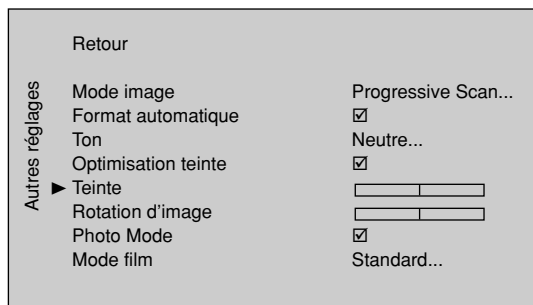 Retour
Autres réglages
Mode image Progressive Scan...
Format automatique ☑
Ton Neutre...
Optimisation teinte ☑
► Teinte
Rotation d'image
Photo Mode ☑
Mode film Standard...